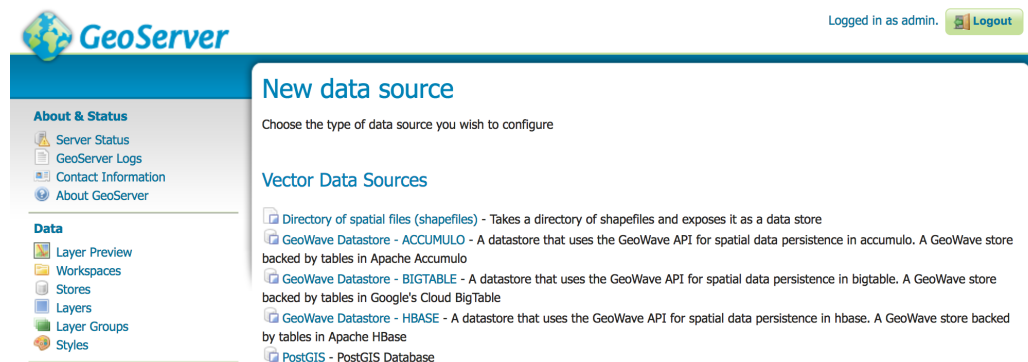 GeoServer
Logged in as admin.
Logout
About & Status
Server Status
GeoServer Logs
Contact Information
About GeoServer
Data
Layer Preview
Workspaces
Stores
Layers
Layer Groups
Styles
New data source
Choose the type of data source you wish to configure
Vector Data Sources
Directory of spatial files (shapefiles) - Takes a directory of shapefiles and exposes it as a data store
GeoWave Datastore - ACCUMULO - A datastore that uses the GeoWave API for spatial data persistence in accumulo. A GeoWave store
backed by tables in Apache Accumulo
GeoWave Datastore - BIGTABLE - A datastore that uses the GeoWave API for spatial data persistence in bigtable. A GeoWave store
backed by tables in Google's Cloud BigTable
GeoWave Datastore - HBASE - A datastore that uses the GeoWave API for spatial data persistence in hbase. A GeoWave store backed
by tables in Apache HBase
PostGIS - PostGIS Database